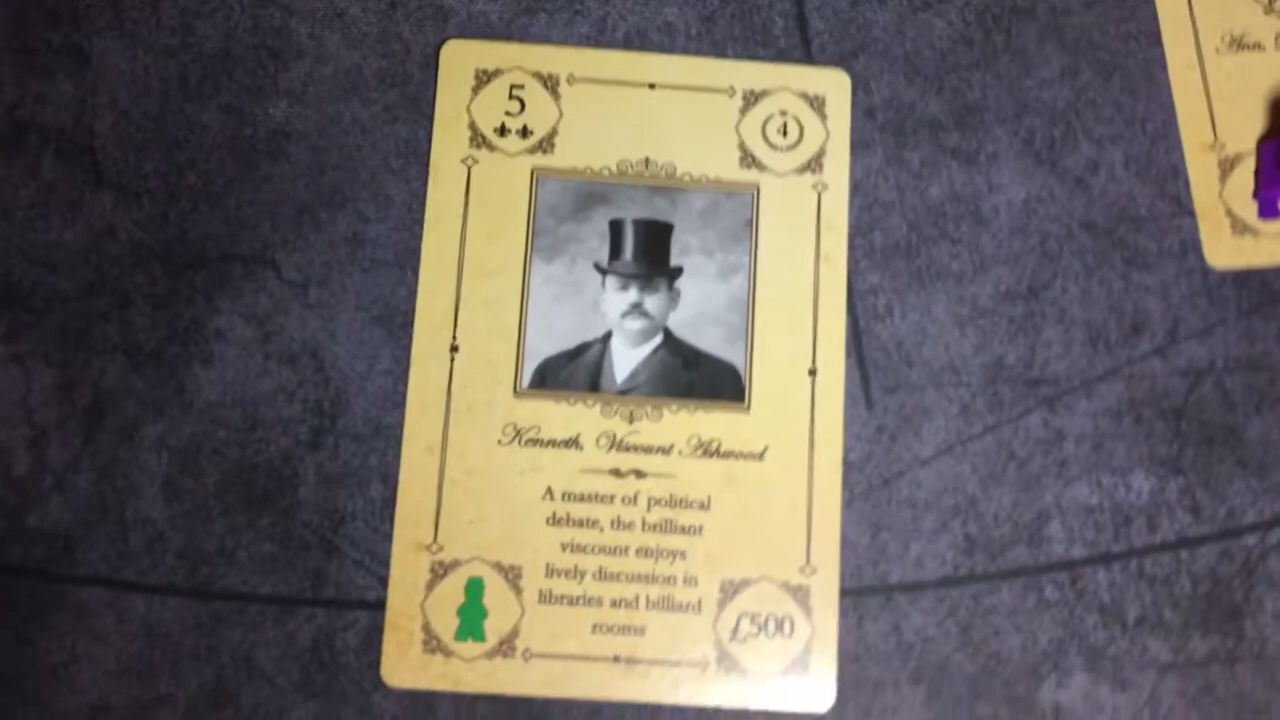 5
4
Kenneth, Viscount Ashwood
A master of political
debate, the brilliant
viscount enjoys
lively discussion in
libraries and billiard
rooms
£500
Ann,